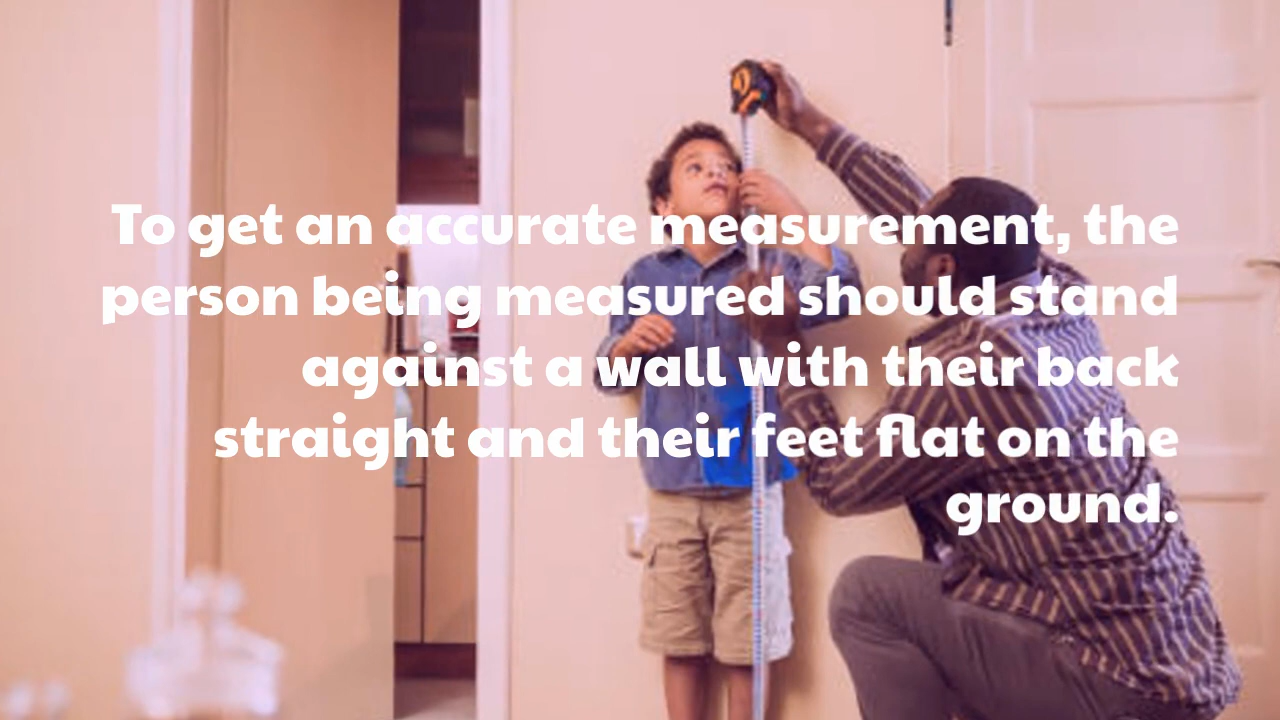 To get an accurate measurement, the
person being measured should stand
against a wall with their back
straight and their feet flat on the
ground.